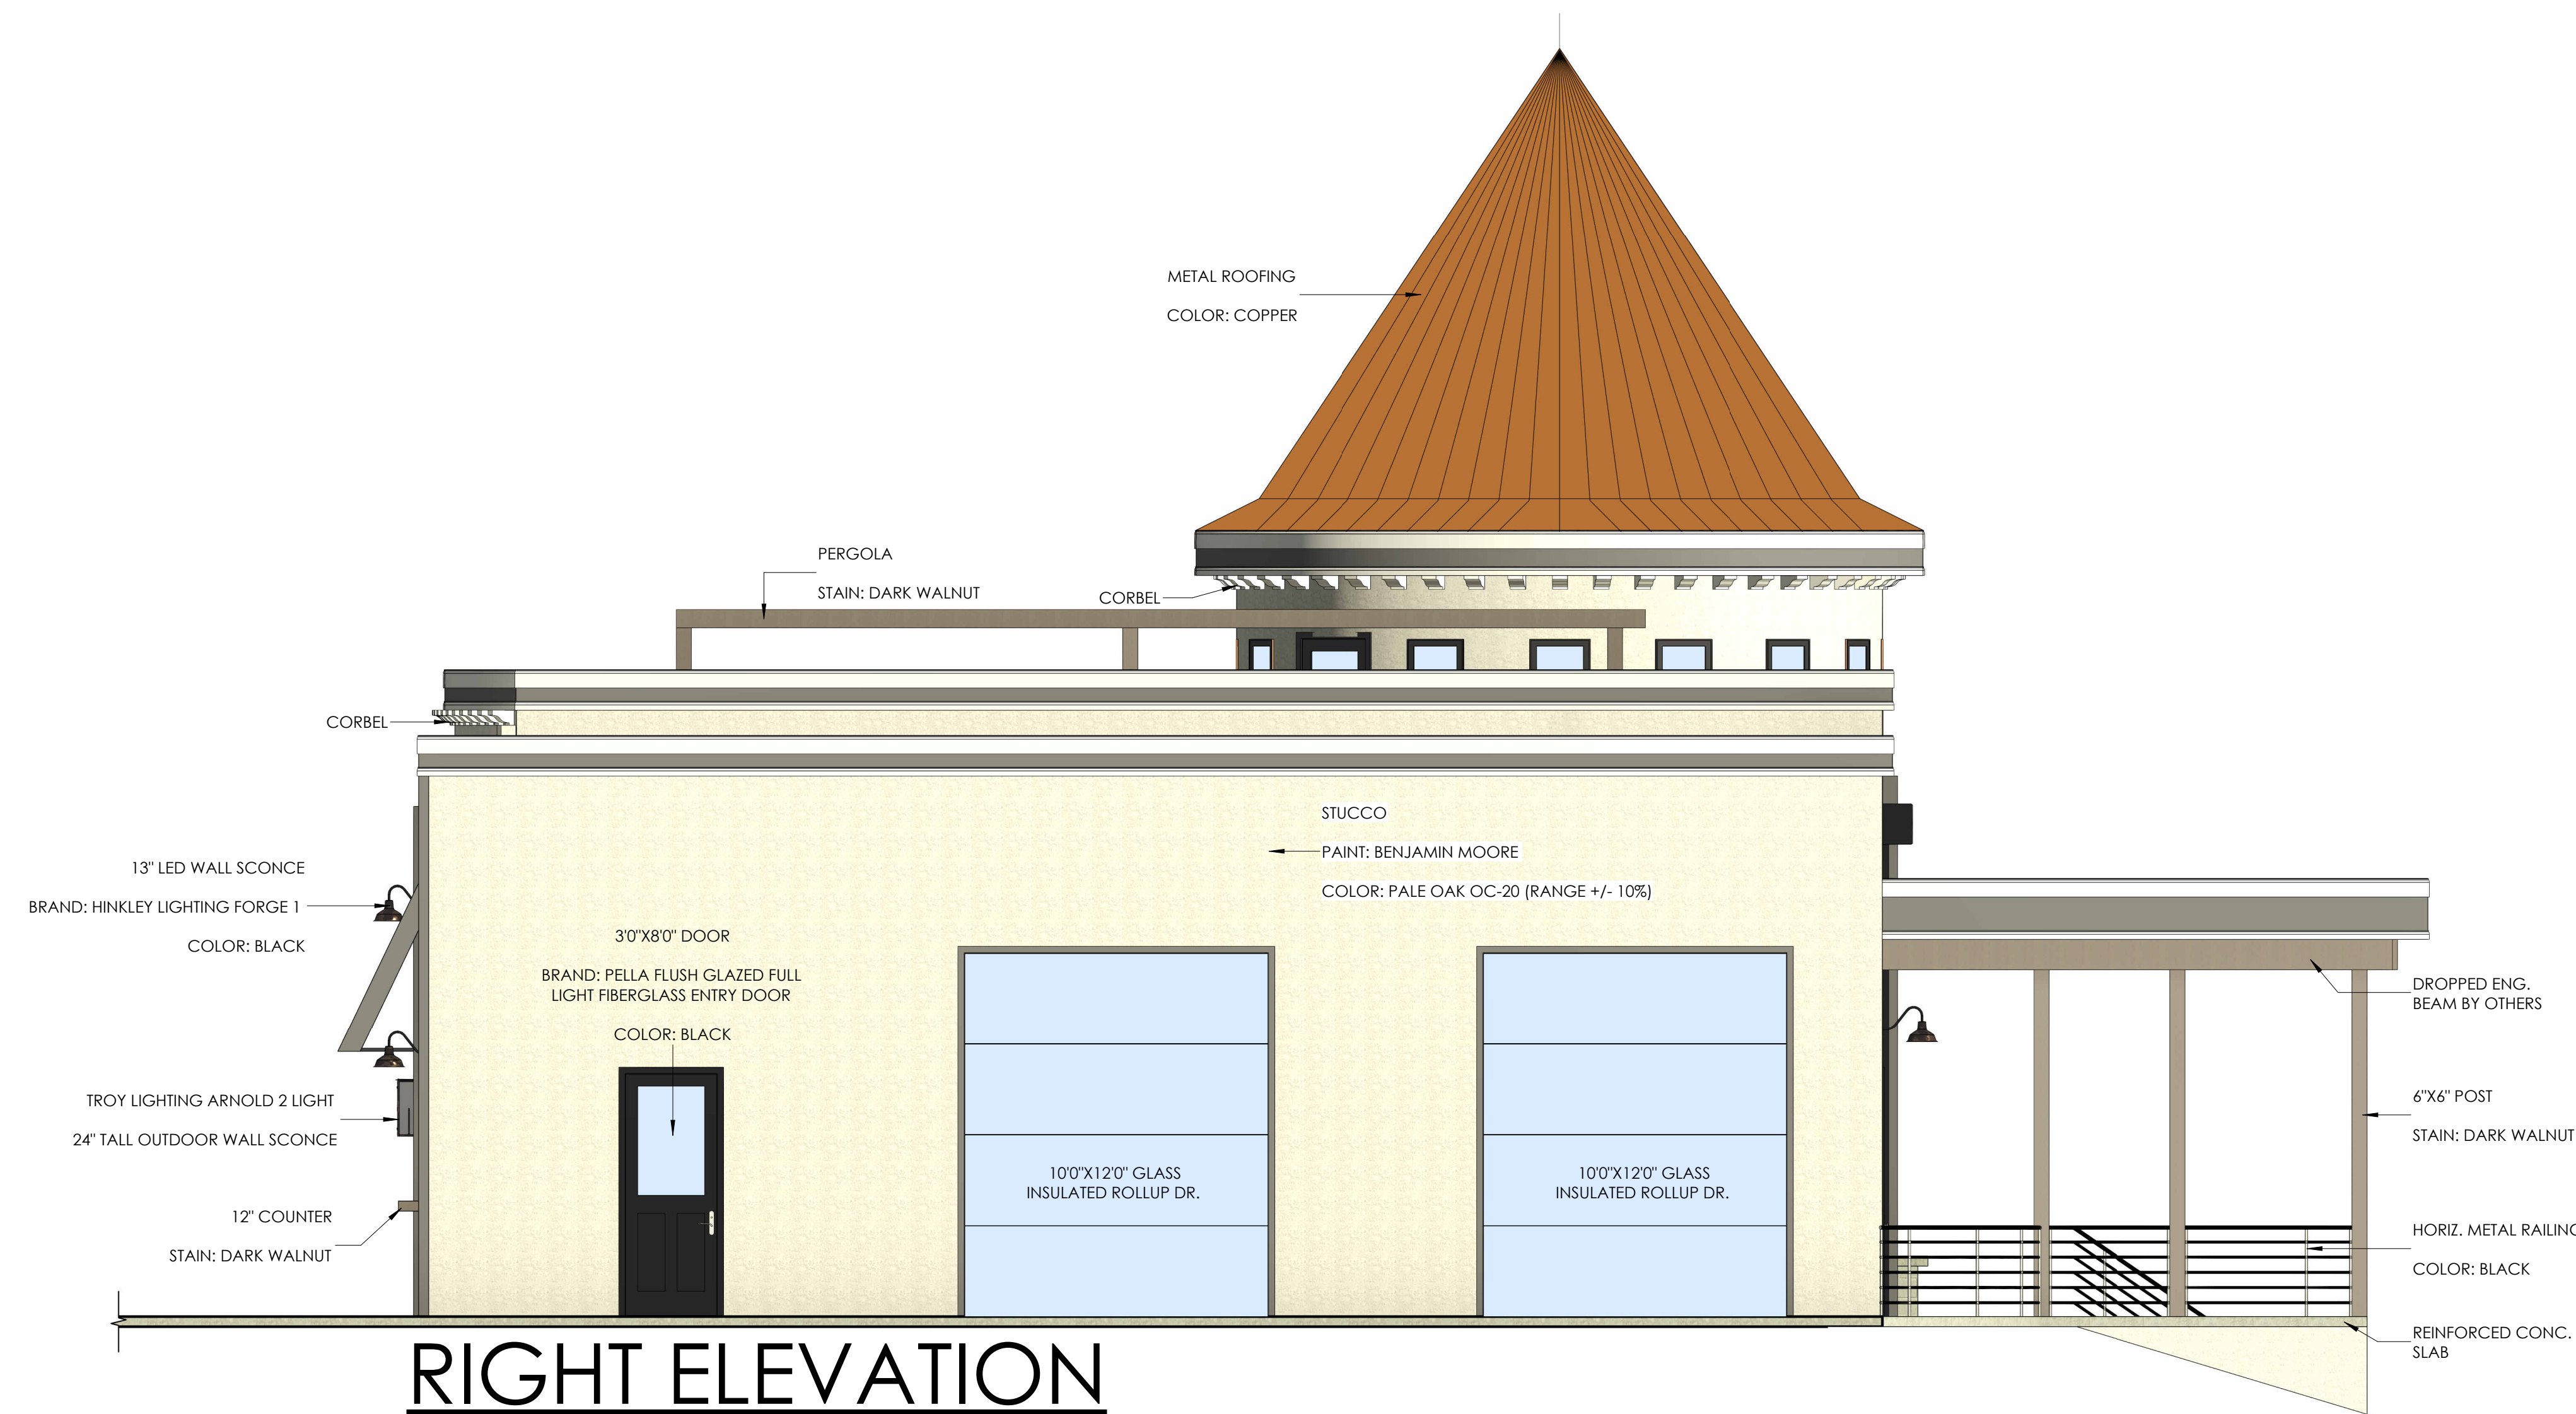 METAL ROOFING
COLOR: COPPER
PERGOLA
STAIN: DARK WALNUT
CORBEL
CORBEL
STUCCO
PAINT: BENJAMIN MOORE
COLOR: PALE OAK OC-20 (RANGE +/- 10%)
13" LED WALL SCONCE
BRAND: HINKLEY LIGHTING FORGE 1
COLOR: BLACK
3'0"X8'0" DOOR
BRAND: PELLA FLUSH GLAZED FULL
LIGHT FIBERGLASS ENTRY DOOR
COLOR: BLACK
DROPPED ENG.
BEAM BY OTHERS
TROY LIGHTING ARNOLD 2 LIGHT
24" TALL OUTDOOR WALL SCONCE
6"X6" POST
STAIN: DARK WALNUT
10'0"X12'0" GLASS
INSULATED ROLLUP DR.
10'0"X12'0" GLASS
INSULATED ROLLUP DR.
12" COUNTER
STAIN: DARK WALNUT
HORIZ. METAL RAILING
COLOR: BLACK
REINFORCED CONC.
SLAB
RIGHT ELEVATION